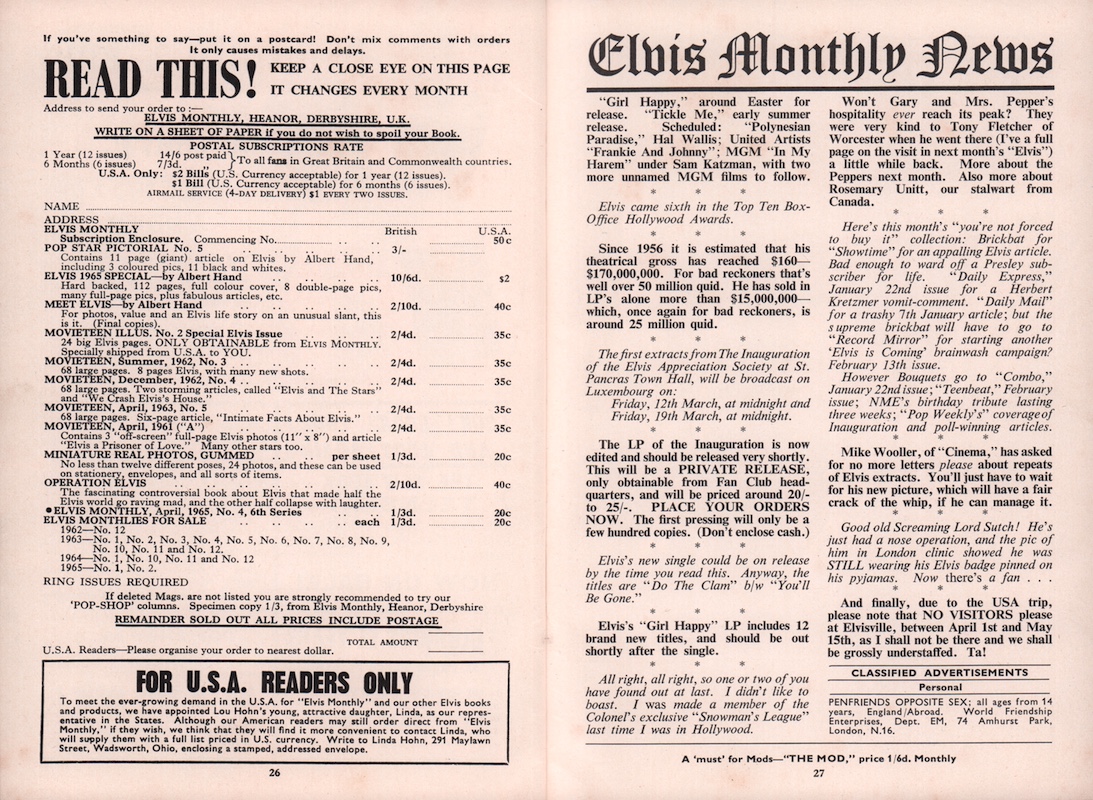 If you've something to say—put it on a postcard! Don't mix comments with orders
It only causes mistakes and delays.
READ THIS!
KEEP A CLOSE EYE ON THIS PAGE
IT CHANGES EVERY MONTH
Address to send your order to :—
ELVIS MONTHLY, HEANOR, DERBYSHIRE, U.K.
WRITE ON A SHEET OF PAPER if you do not wish to spoil your Book.
POSTAL SUBSCRIPTIONS RATE
1 Year (12 issues) 14/6 post paid
6 Months (6 issues) 7/3d. ,, } To all fans in Great Britain and Commonwealth countries.
U.S.A. Only: $2 Bills (U.S. Currency acceptable) for 1 year (12 issues).
$1 Bill (U.S. Currency acceptable) for 6 months (6 issues).
AIRMAIL SERVICE (4-DAY DELIVERY) $1 EVERY TWO ISSUES.
NAME
ADDRESS
ELVIS MONTHLY British U.S.A.
Subscription Enclosure. Commencing No. 50c
POP STAR PICTORIAL No. 5 3/-
Contains 11 page (giant) article on Elvis by Albert Hand,
including 3 coloured pics, 11 black and whites.
ELVIS 1965 SPECIAL—by Albert Hand 10/6d. $2
Hard backed, 112 pages, full colour cover, 8 double-page pics,
many full-page pics, plus fabulous articles, etc.
MEET ELVIS—by Albert Hand 2/10d. 40c
For photos, value and an Elvis life story on an unusual slant, this
is it. (Final copies).
MOVIETEEN ILLUS. No. 2 Special Elvis Issue 2/4d. 35c
24 big Elvis pages. ONLY OBTAINABLE from ELVIS MONTHLY.
Specially shipped from U.S.A. to YOU.
MOVIETEEN, Summer, 1962, No. 3 2/4d. 35c
68 large pages. 8 pages Elvis, with many new shots.
MOVIETEEN, December, 1962, No. 4 2/4d. 35c
68 large pages. Two storming articles, called "Elvis and The Stars"
and "We Crash Elvis's House."
MOVIETEEN, April, 1963, No. 5 2/4d. 35c
68 large pages. Six-page article, "Intimate Facts About Elvis."
MOVIETEEN, April, 1961 ("A") 2/4d. 35c
Contains 3 "off-screen" full-page Elvis photos (11" x 8") and article
"Elvis a Prisoner of Love." Many other stars too.
MINIATURE REAL PHOTOS, GUMMED per sheet 1/3d. 20c
No less than twelve different poses, 24 photos, and these can be used
on stationery, envelopes, and all sorts of items.
OPERATION ELVIS 2/10d. 40c
The fascinating controversial book about Elvis that made half the
Elvis world go raving mad, and the other half collapse with laughter.
●ELVIS MONTHLY, April, 1965, No. 4, 6th Series 1/3d. 20c
ELVIS MONTHLIES FOR SALE each 1/3d. 20c
1962—No. 12
1963—No. 1, No. 2, No. 3, No. 4, No. 5, No. 6, No. 7, No. 8, No. 9,
No. 10, No. 11 and No. 12.
1964—No. 1, No. 10, No. 11 and No. 12
1965—No. 1, No. 2.
RING ISSUES REQUIRED
If deleted Mags. are not listed you are strongly recommended to try our
'POP-SHOP' columns. Specimen copy 1/3, from Elvis Monthly, Heanor, Derbyshire
REMAINDER SOLD OUT ALL PRICES INCLUDE POSTAGE
TOTAL AMOUNT
U.S.A. Readers—Please organise your order to nearest dollar.
FOR U.S.A. READERS ONLY
To meet the ever-growing demand in the U.S.A. for "Elvis Monthly" and our other Elvis books
and products, we have appointed Lou Hohn's young, attractive daughter, Linda, as our repres-
entative in the States. Although our American readers may still order direct from "Elvis
Monthly," if they wish, we think that they will find it more convenient to contact Linda, who
will supply them with a full list priced in U.S. currency. Write to Linda Hohn, 291 Maylawn
Street, Wadsworth, Ohio, enclosing a stamped, addressed envelope.
26
Elvis Monthly News
"Girl Happy," around Easter for
release. "Tickle Me," early summer
release. Scheduled: "Polynesian
Paradise," Hal Wallis; United Artists
"Frankie And Johnny"; MGM "In My
Harem" under Sam Katzman, with two
more unnamed MGM films to follow.
* * *
Elvis came sixth in the Top Ten Box-
Office Hollywood Awards.
* * *
Since 1956 it is estimated that his
theatrical gross has reached $160—
$170,000,000. For bad reckoners that's
well over 50 million quid. He has sold in
LP's alone more than $15,000,000—
which, once again for bad reckoners, is
around 25 million quid.
* * *
The first extracts from The Inauguration
of the Elvis Appreciation Society at St.
Pancras Town Hall, will be broadcast on
Luxembourg on:
Friday, 12th March, at midnight and
Friday, 19th March, at midnight.
* * *
The LP of the Inauguration is now
edited and should be released very shortly.
This will be a PRIVATE RELEASE,
only obtainable from Fan Club head-
quarters, and will be priced around 20/-
to 25/-. PLACE YOUR ORDERS
NOW. The first pressing will only be a
few hundred copies. (Don't enclose cash.)
* * *
Elvis's new single could be on release
by the time you read this. Anyway, the
titles are "Do The Clam" b/w "You'll
Be Gone."
* * *
Elvis's "Girl Happy" LP includes 12
brand new titles, and should be out
shortly after the single.
* * *
All right, all right, so one or two of you
have found out at last. I didn't like to
boast. I was made a member of the
Colonel's exclusive "Snowman's League"
last time I was in Hollywood.
Won't Gary and Mrs. Pepper's
hospitality ever reach its peak? They
were very kind to Tony Fletcher of
Worcester when he went there (I've a full
page on the visit in next month's "Elvis")
a little while back. More about the
Peppers next month. Also more about
Rosemary Unitt, our stalwart from
Canada.
* * *
Here's this month's "you're not forced
to buy it" collection: Brickbat for
"Showtime" for an appalling Elvis article.
Bad enough to ward off a Presley sub-
scriber for life. "Daily Express,"
January 22nd issue for a Herbert
Kretzmer vomit-comment. "Daily Mail"
for a trashy 7th January article; but the
supreme brickbat will have to go to
"Record Mirror" for starting another
'Elvis is Coming' brainwash campaign?
February 13th issue.
However Bouquets go to "Combo,"
January 22nd issue; "Teenbeat," February
issue; NME's birthday tribute lasting
three weeks; "Pop Weekly's" coverage of
Inauguration and poll-winning articles.
* * *
Mike Wooller, of "Cinema," has asked
for no more letters please about repeats
of Elvis extracts. You'll just have to wait
for his new picture, which will have a fair
crack of the whip, if he can manage it.
* * *
Good old Screaming Lord Sutch! He's
just had a nose operation, and the pic of
him in London clinic showed he was
STILL wearing his Elvis badge pinned on
his pyjamas. Now there's a fan . . .
* * *
And finally, due to the USA trip,
please note that NO VISITORS please
at Elvisville, between April 1st and May
15th, as I shall not be there and we shall
be grossly understaffed. Ta!
CLASSIFIED ADVERTISEMENTS
Personal
PENFRIENDS OPPOSITE SEX; all ages from 14
years, England/Abroad. World Friendship
Enterprises, Dept. EM, 74 Amhurst Park,
London, N.16.
A 'must' for Mods—"THE MOD," price 1/6d. Monthly
27